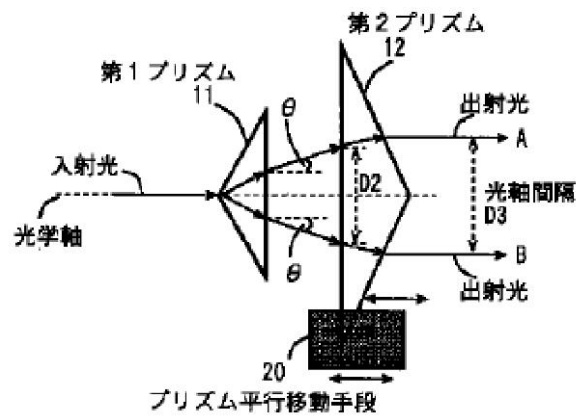 第2プリズム
12
第1プリズム
11
θ
出射光
A
入射光
D2
光軸間隔
D3
光学軸
θ
B
出射光
20
プリズム平行移動手段